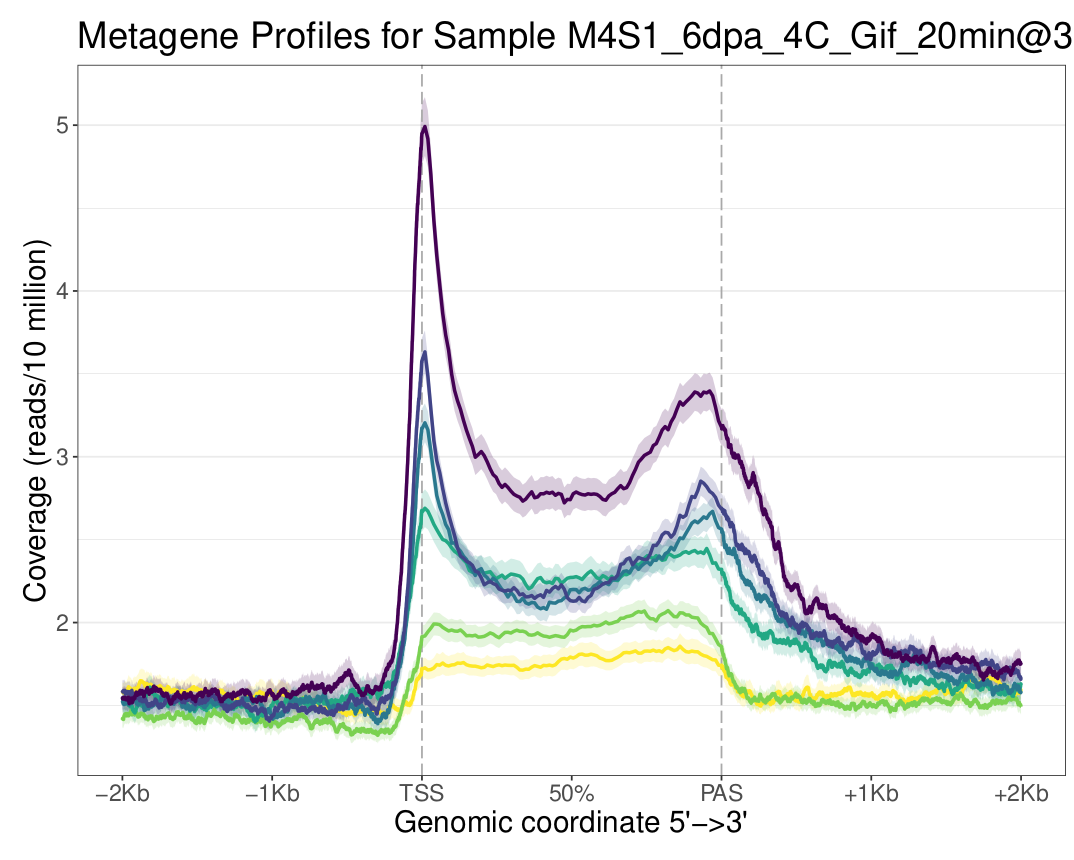 Metagene Profiles for Sample M4S1_6dpa_4C_Gif_20min@3
5
4
3
2
Coverage (reads/10 million)
−2Kb −1Kb TSS 50% PAS +1Kb +2Kb
Genomic coordinate 5'−>3'